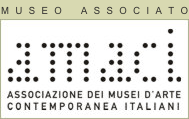 MUSEO ASSOCIATO
amaci
ASSOCIAZIONE DEI MUSEI D'ARTE
CONTEMPORANEA ITALIANI